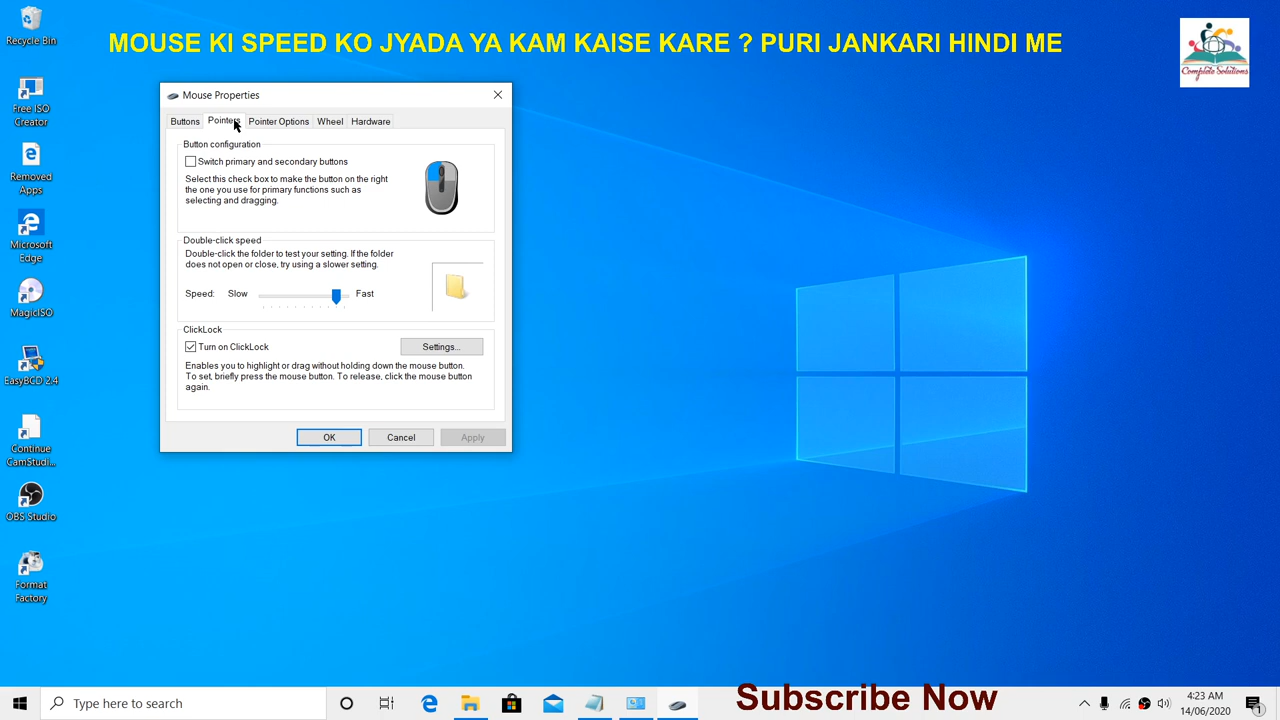 MOUSE KI SPEED KO JYADA YA KAM KAISE KARE ? PURI JANKARI HINDI ME
Complete Solutions
Recycle Bin
Free ISO
Creator
Removed
Apps
Microsoft
Edge
MagicISO
EasyBCD 2.4
Continue
CamStudi...
OBS Studio
Format
Factory
Mouse Properties
Buttons
Pointers
Pointer Options
Wheel
Hardware
Button configuration
Switch primary and secondary buttons
Select this check box to make the button on the right
the one you use for primary functions such as
selecting and dragging.
Double-click speed
Double-click the folder to test your setting. If the folder
does not open or close, try using a slower setting.
Speed:
Slow
Fast
ClickLock
Turn on ClickLock
Settings...
Enables you to highlight or drag without holding down the mouse button.
To set, briefly press the mouse button. To release, click the mouse button
again.
OK
Cancel
Apply
Type here to search
Subscribe Now
4:23 AM
14/06/2020
1